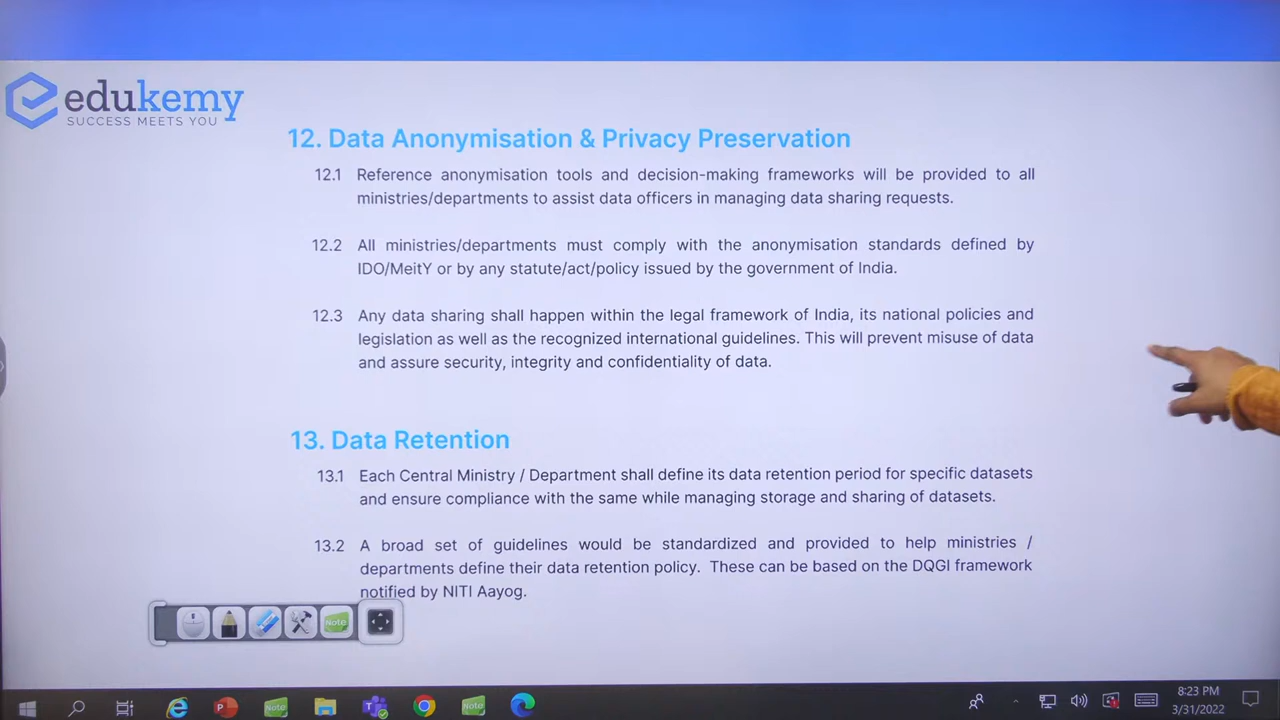 edukemy
SUCCESS MEETS YOU
12. Data Anonymisation & Privacy Preservation
12.1 Reference anonymisation tools and decision-making frameworks will be provided to all
ministries/departments to assist data officers in managing data sharing requests.
12.2 All ministries/departments must comply with the anonymisation standards defined by
IDO/MeitY or by any statute/act/policy issued by the government of India.
12.3 Any data sharing shall happen within the legal framework of India, its national policies and
legislation as well as the recognized international guidelines. This will prevent misuse of data
and assure security, integrity and confidentiality of data.
13. Data Retention
13.1 Each Central Ministry / Department shall define its data retention period for specific datasets
and ensure compliance with the same while managing storage and sharing of datasets.
13.2 A broad set of guidelines would be standardized and provided to help ministries /
departments define their data retention policy. These can be based on the DQGI framework
notified by NITI Aayog.
Note
Note
Note
8:23 PM
3/31/2022